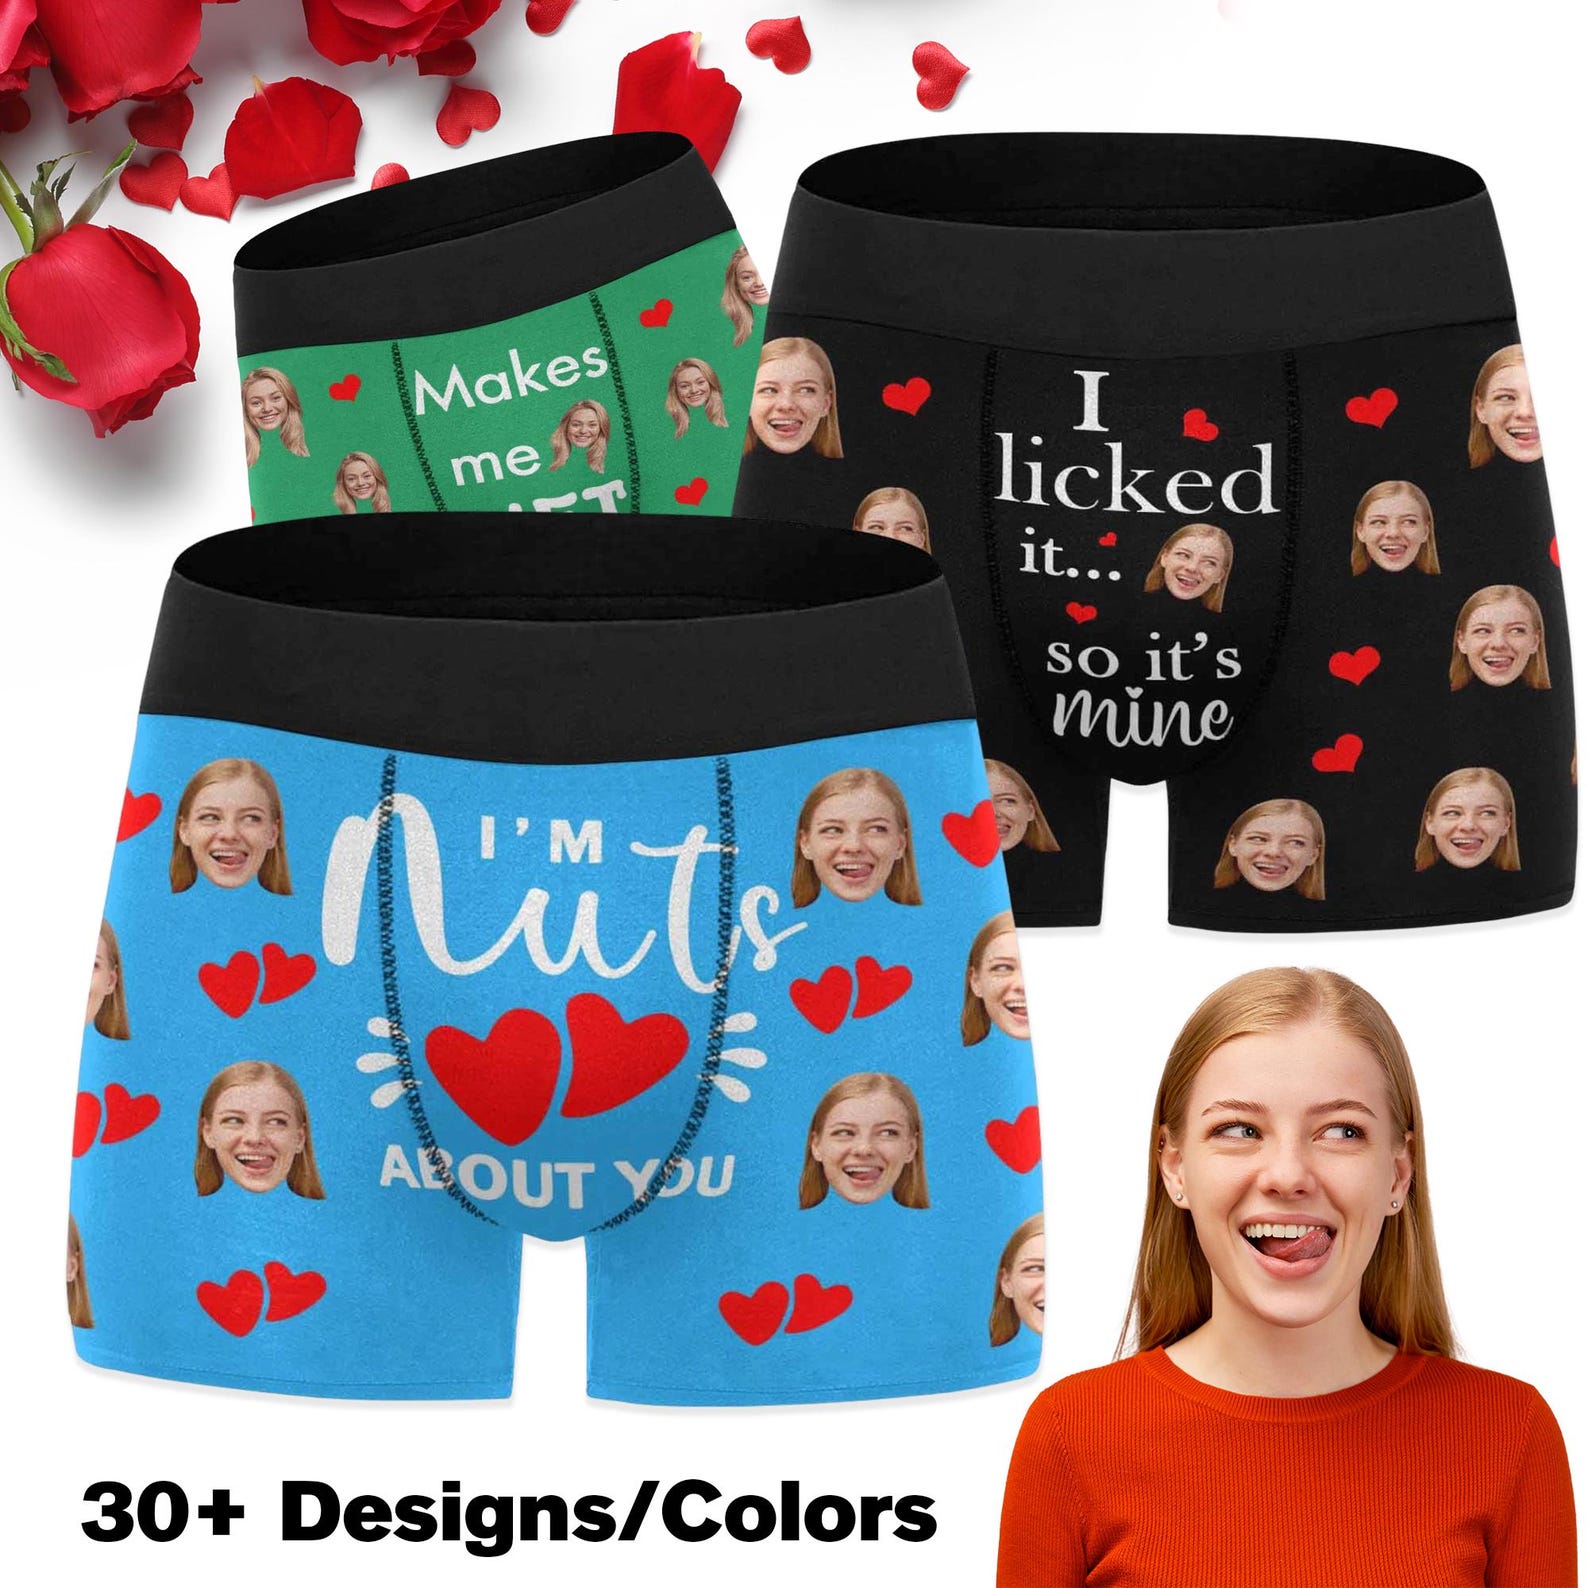 Makes
me
I
licked
it...
so it's
mine
I'M
Nuts
ABOUT YOU
30+ Designs/Colors